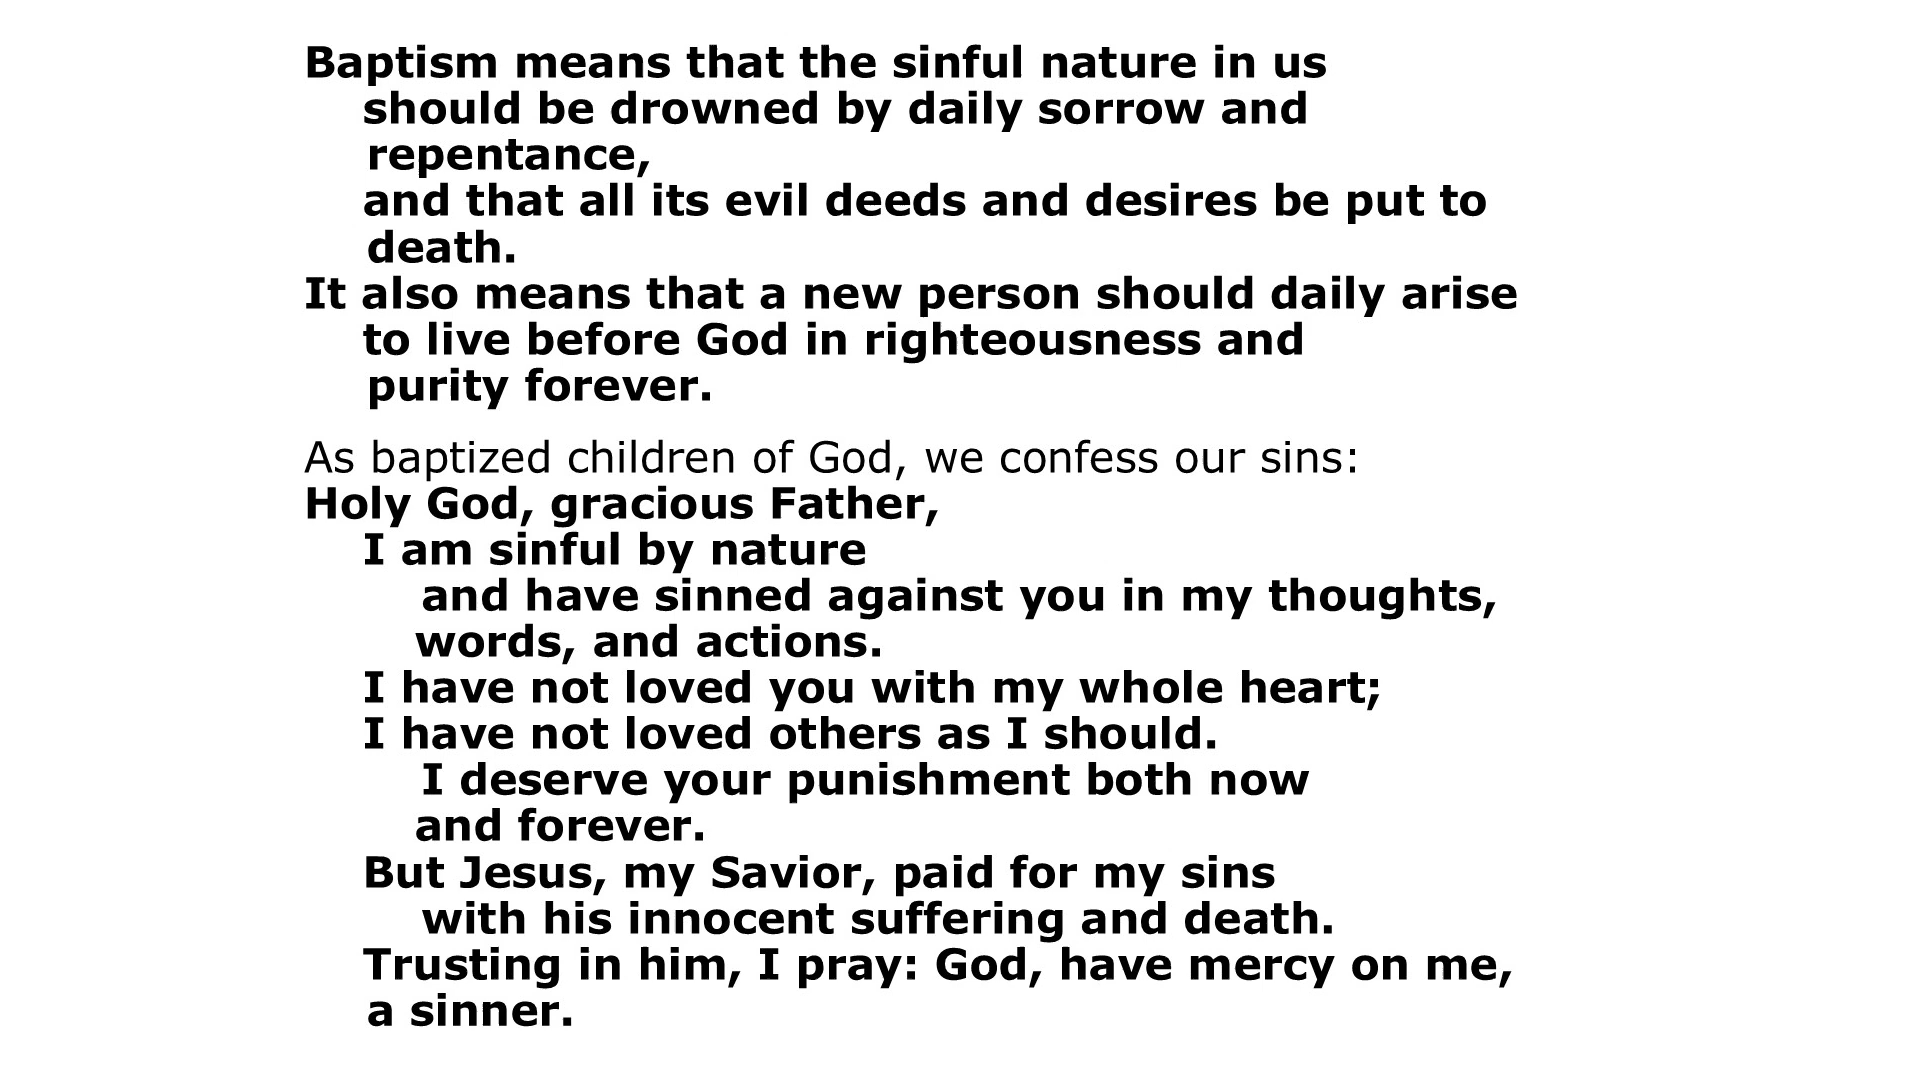 Baptism means that the sinful nature in us
should be drowned by daily sorrow and
repentance,
and that all its evil deeds and desires be put to
death.
It also means that a new person should daily arise
to live before God in righteousness and
purity forever.
As baptized children of God, we confess our sins:
Holy God, gracious Father,
I am sinful by nature
and have sinned against you in my thoughts,
words, and actions.
I have not loved you with my whole heart;
I have not loved others as I should.
I deserve your punishment both now
and forever.
But Jesus, my Savior, paid for my sins
with his innocent suffering and death.
Trusting in him, I pray: God, have mercy on me,
a sinner.